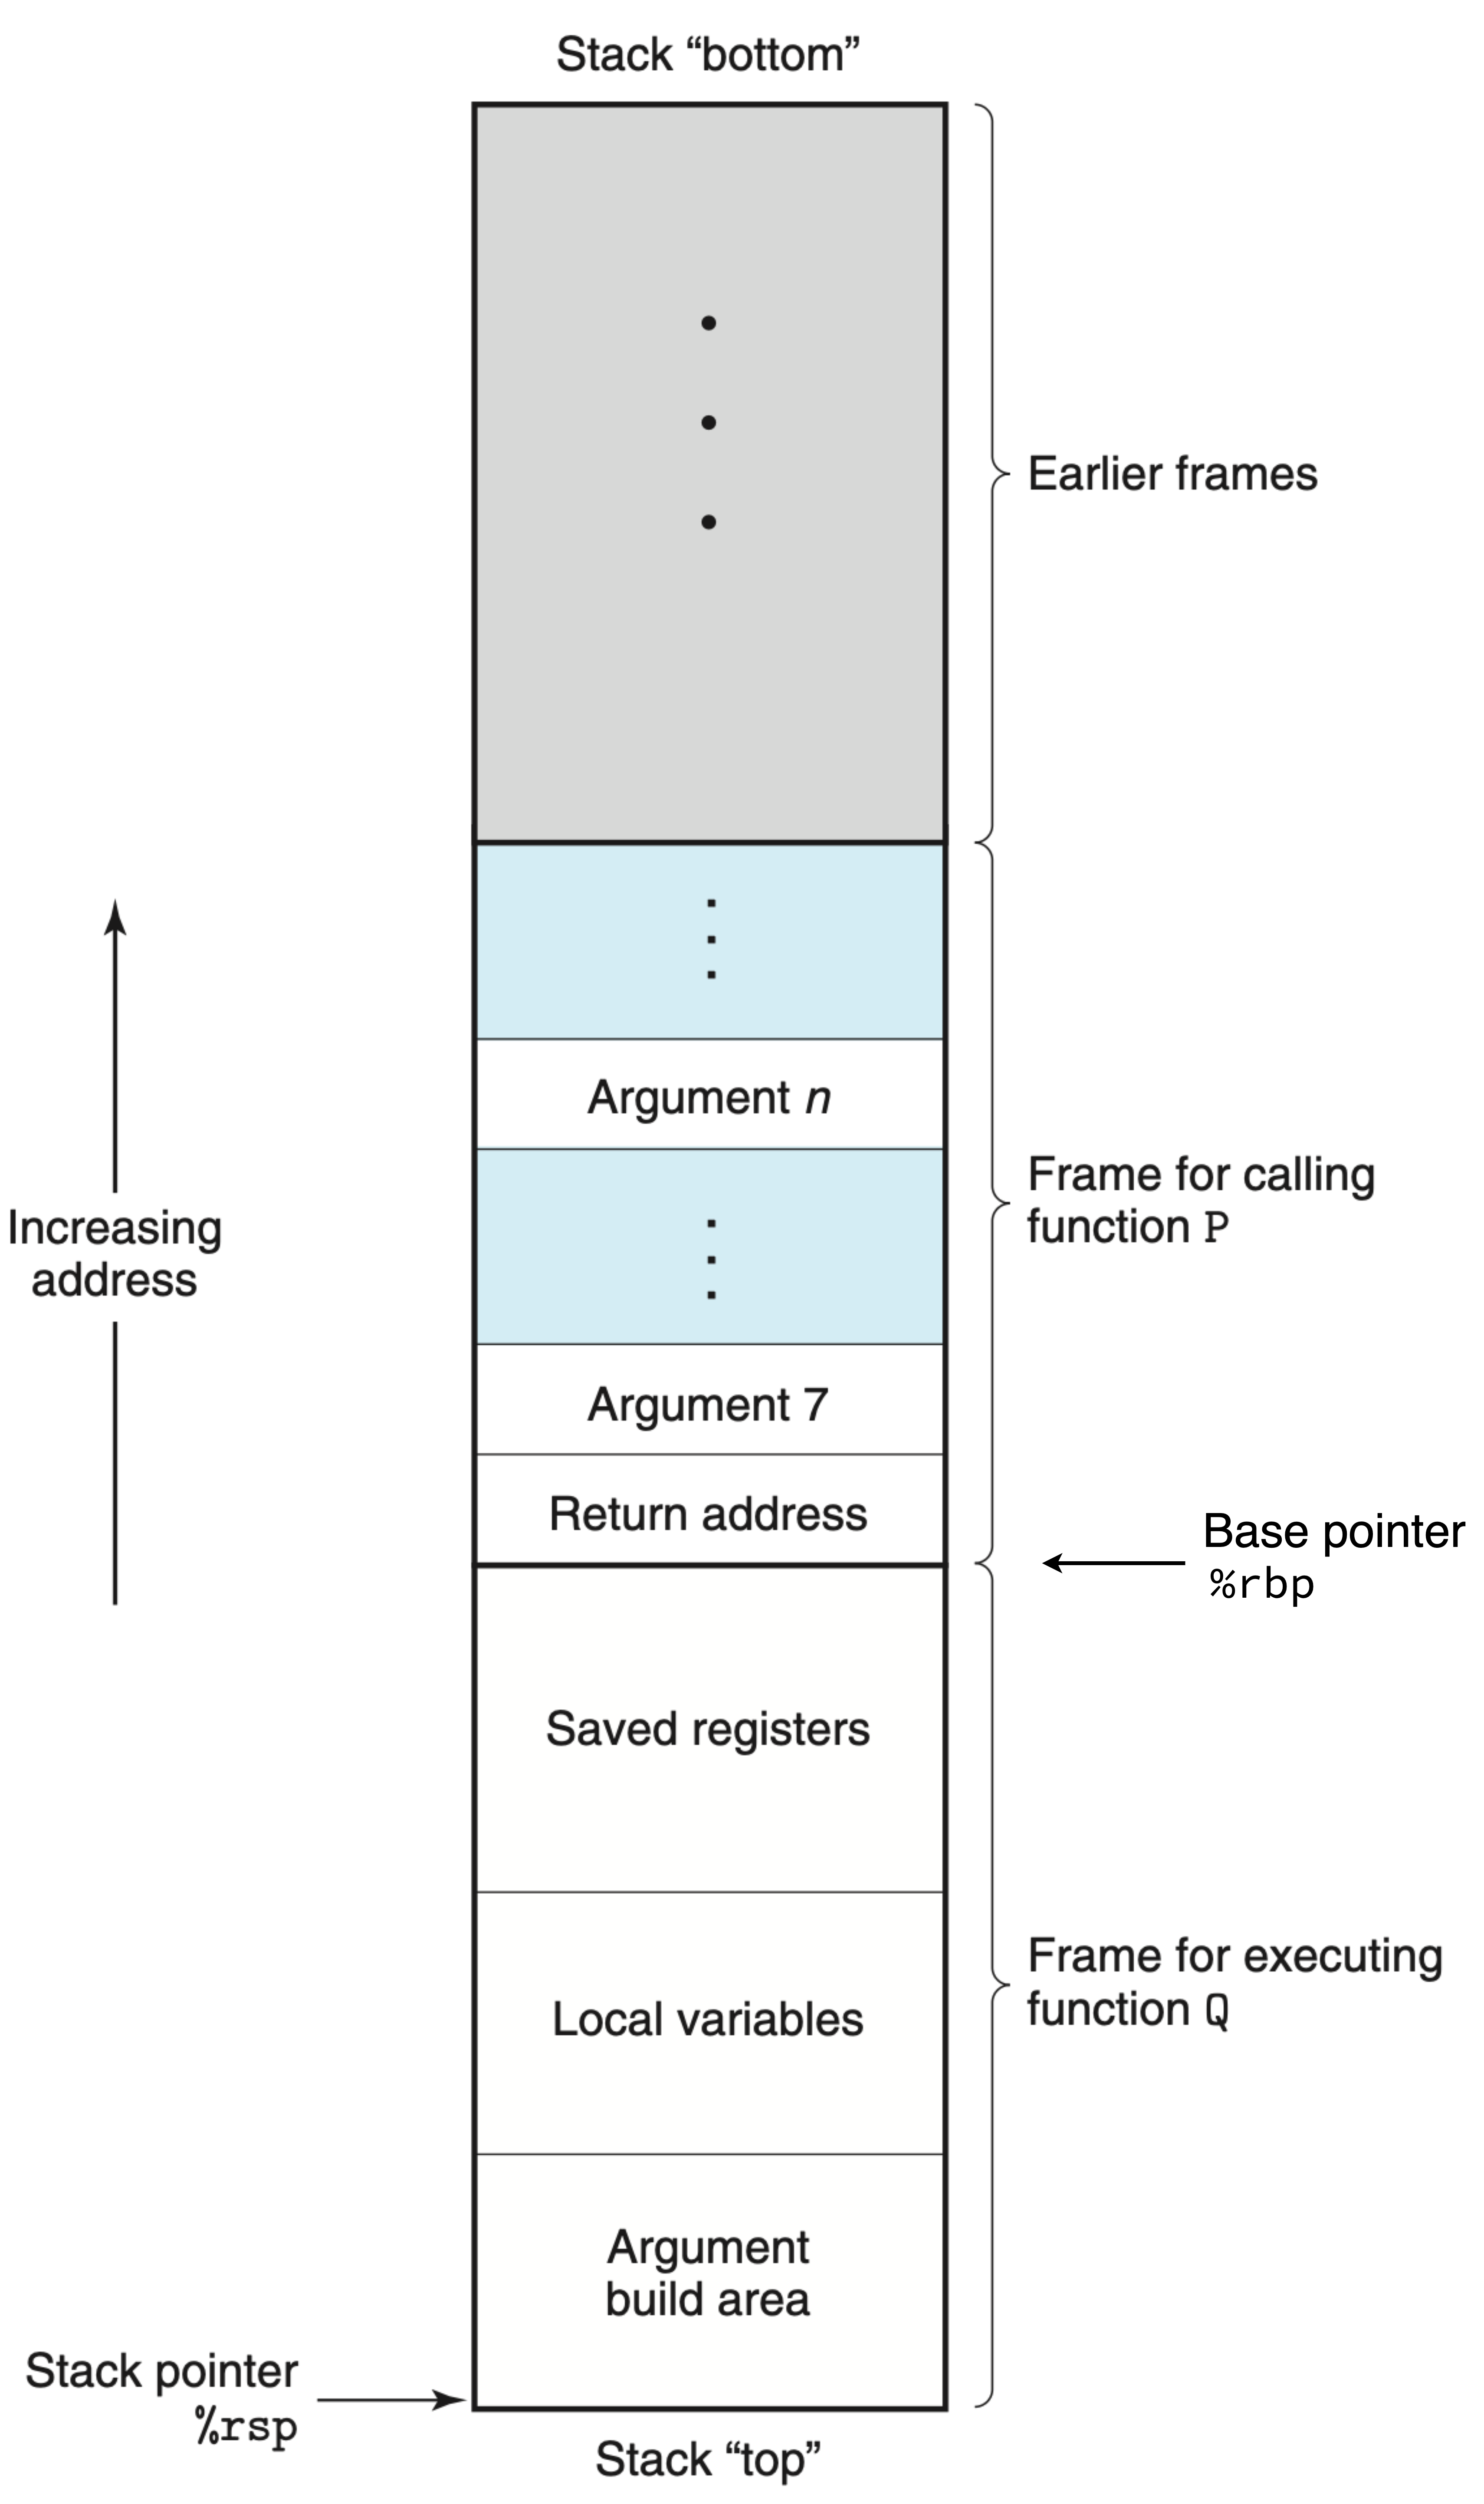 Stack “bottom”
Earlier frames
Argument n
Increasing
address
Frame for calling
function P
Argument 7
Return address
Base pointer
%rbp
Saved registers
Local variables
Frame for executing
function Q
Argument
build area
Stack pointer
%rsp
Stack “top”